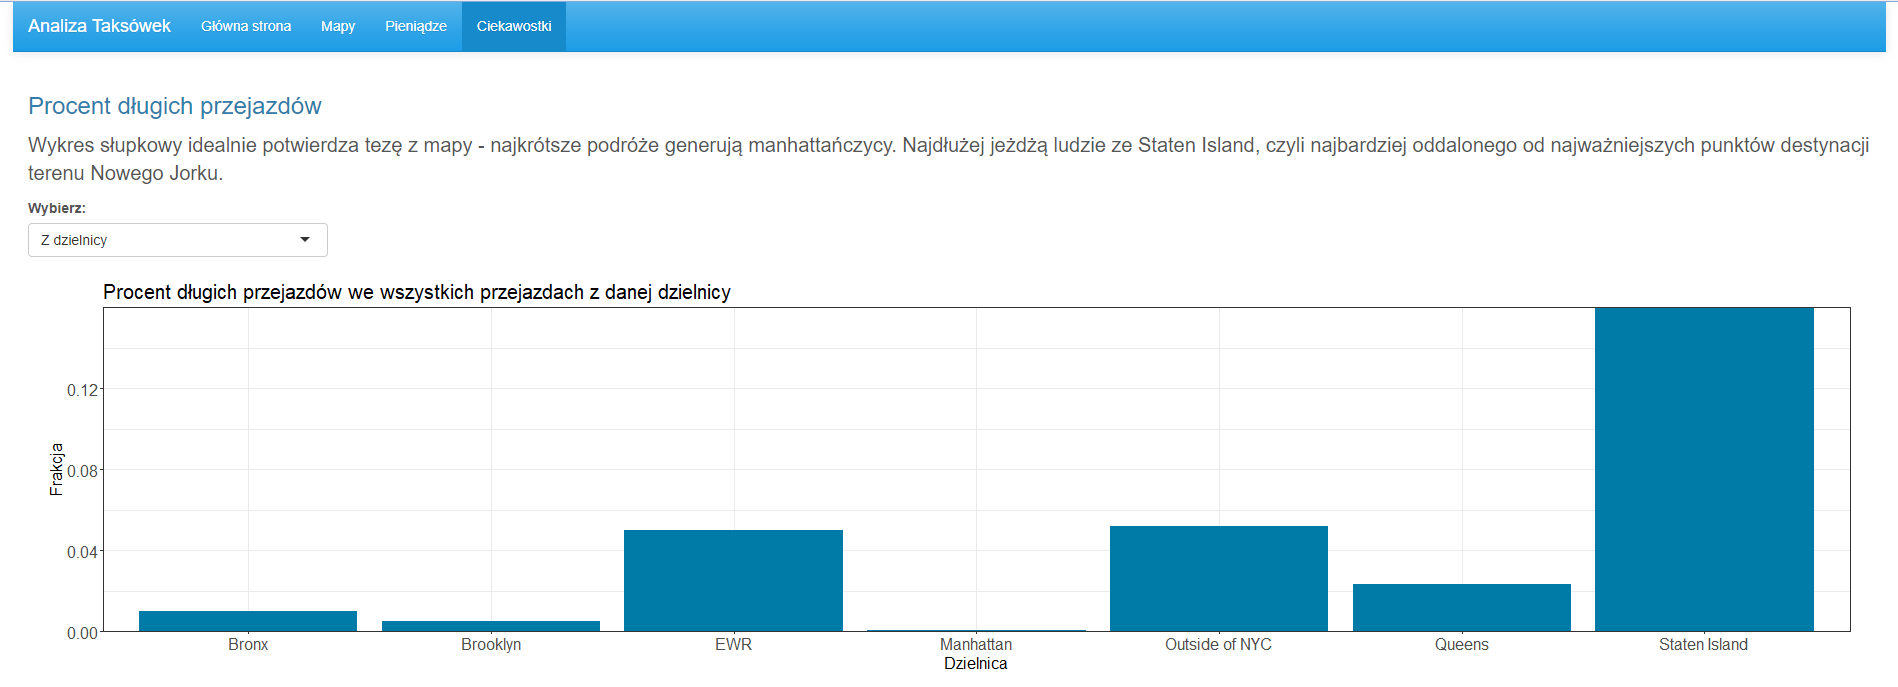 Analiza Taksówek Główna strona Mapy Pieniądze Ciekawostki
Procent długich przejazdów
Wykres słupkowy idealnie potwierdza tezę z mapy - najkrótsze podróże generują manhattańczycy. Najdłużej jeżdżą ludzie ze Staten Island, czyli najbardziej oddalonego od najważniejszych punktów destynacji
terenu Nowego Jorku.
Wybierz:
Z dzielnicy
Procent długich przejazdów we wszystkich przejazdach z danej dzielnicy
0.12
0.08
0.04
0.00
Frakcja
Bronx Brooklyn EWR Manhattan Outside of NYC Queens Staten Island
Dzielnica